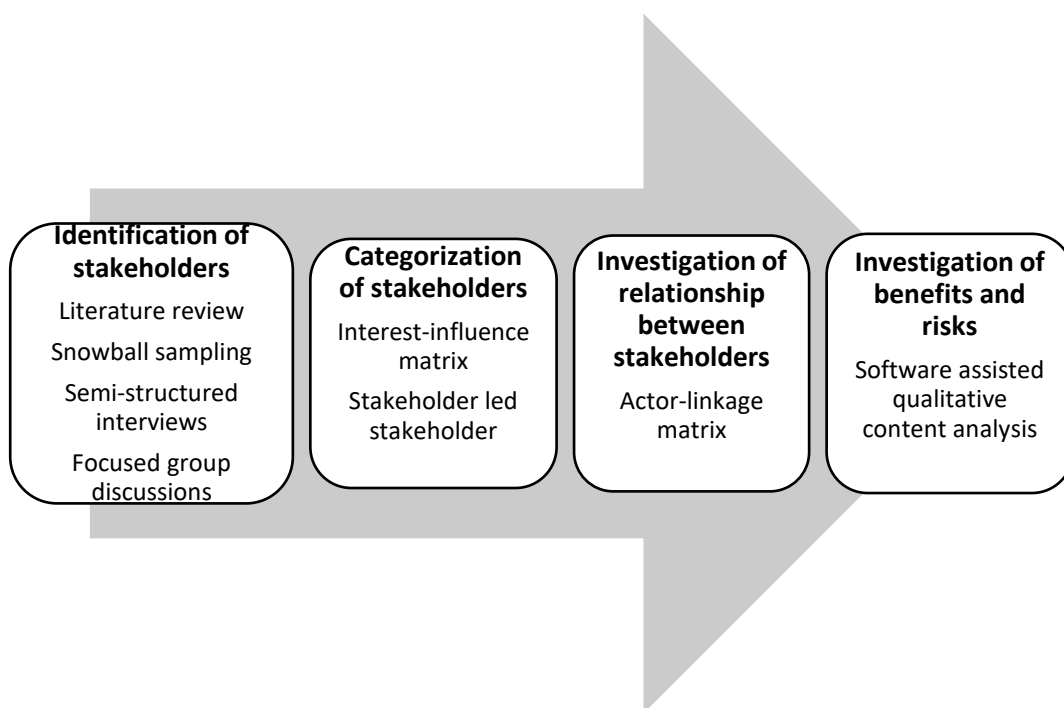 Identification of
stakeholders
Literature review
Snowball sampling
Semi-structured
interviews
Focused group
discussions
Categorization
of stakeholders
Interest-influence
matrix
Stakeholder led
stakeholder
Investigation of
relationship
between
stakeholders
Actor-linkage
matrix
Investigation of
benefits and
risks
Software assisted
qualitative
content analysis